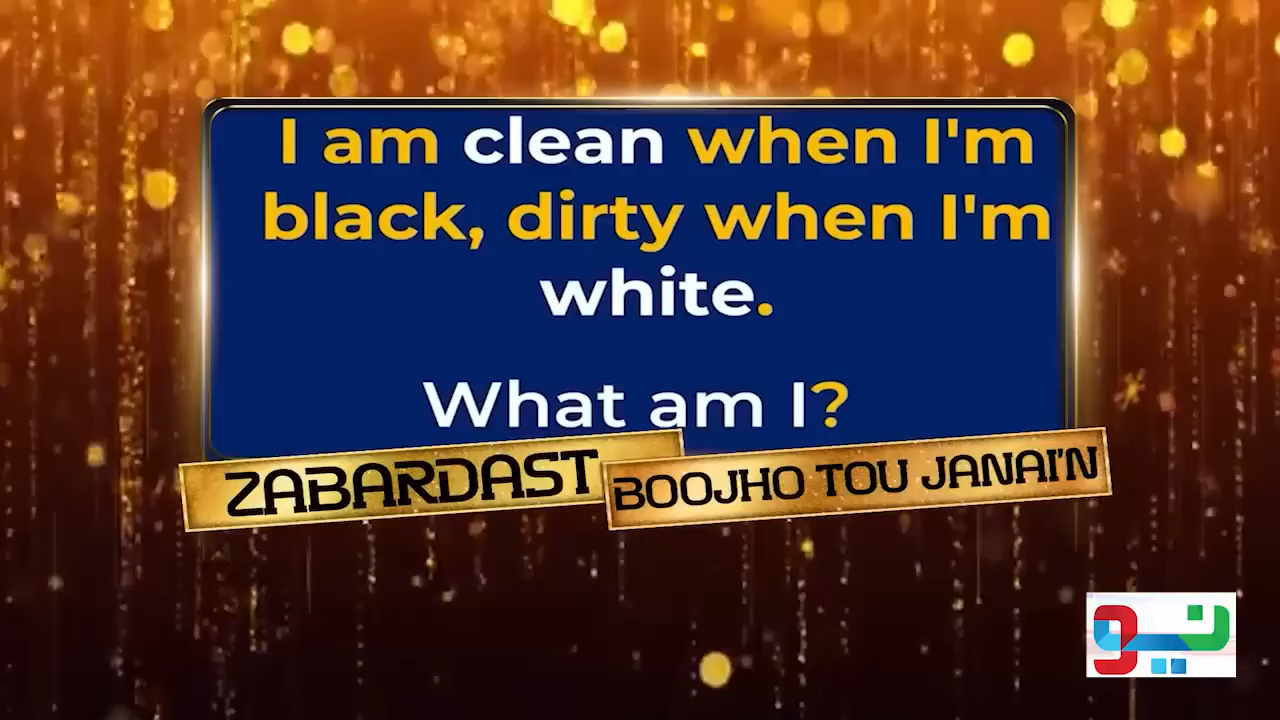 I am clean when I'm
black, dirty when I'm
white.
What am I?
ZABARDAST
BOOJHO TOU JANAI'N
نیو